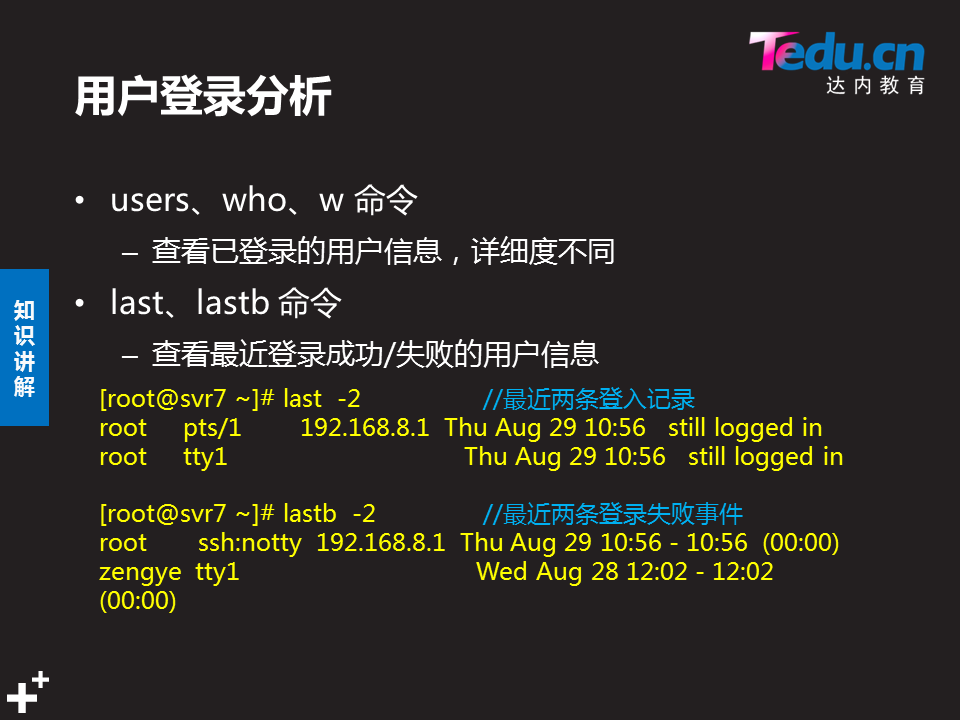 Tedu.cn
达内教育
用户登录分析
• users、who、w 命令
– 查看已登录的用户信息，详细度不同
• last、lastb 命令
– 查看最近登录成功/失败的用户信息
知识讲解
[root@svr7 ~]# last -2 //最近两条登入记录
root pts/1 192.168.8.1 Thu Aug 29 10:56 still logged in
root tty1 Thu Aug 29 10:56 still logged in
[root@svr7 ~]# lastb -2 //最近两条登录失败事件
root ssh:notty 192.168.8.1 Thu Aug 29 10:56 - 10:56 (00:00)
zengye tty1 Wed Aug 28 12:02 - 12:02
(00:00)